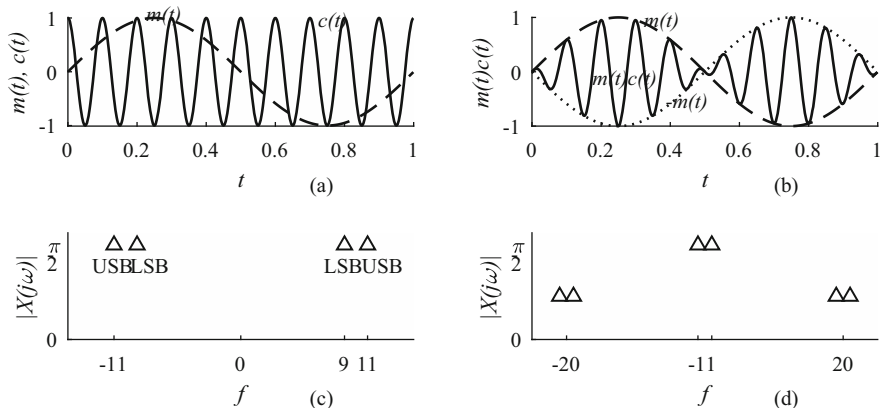 m(t), c(t)
1
0
-1
m(t)
c(t)
0 0.2 0.4 0.6 0.8 1
t
(a)
m(t)c(t)
1
0
-1
m(t)
m(t)c(t)
-m(t)
0 0.2 0.4 0.6 0.8 1
t
(b)
|X(jω)|
π
2
0
USB LSB LSB USB
-11 0 9 11
f
(c)
|X(jω)|
π
2
0
-20 -11 20
f
(d)